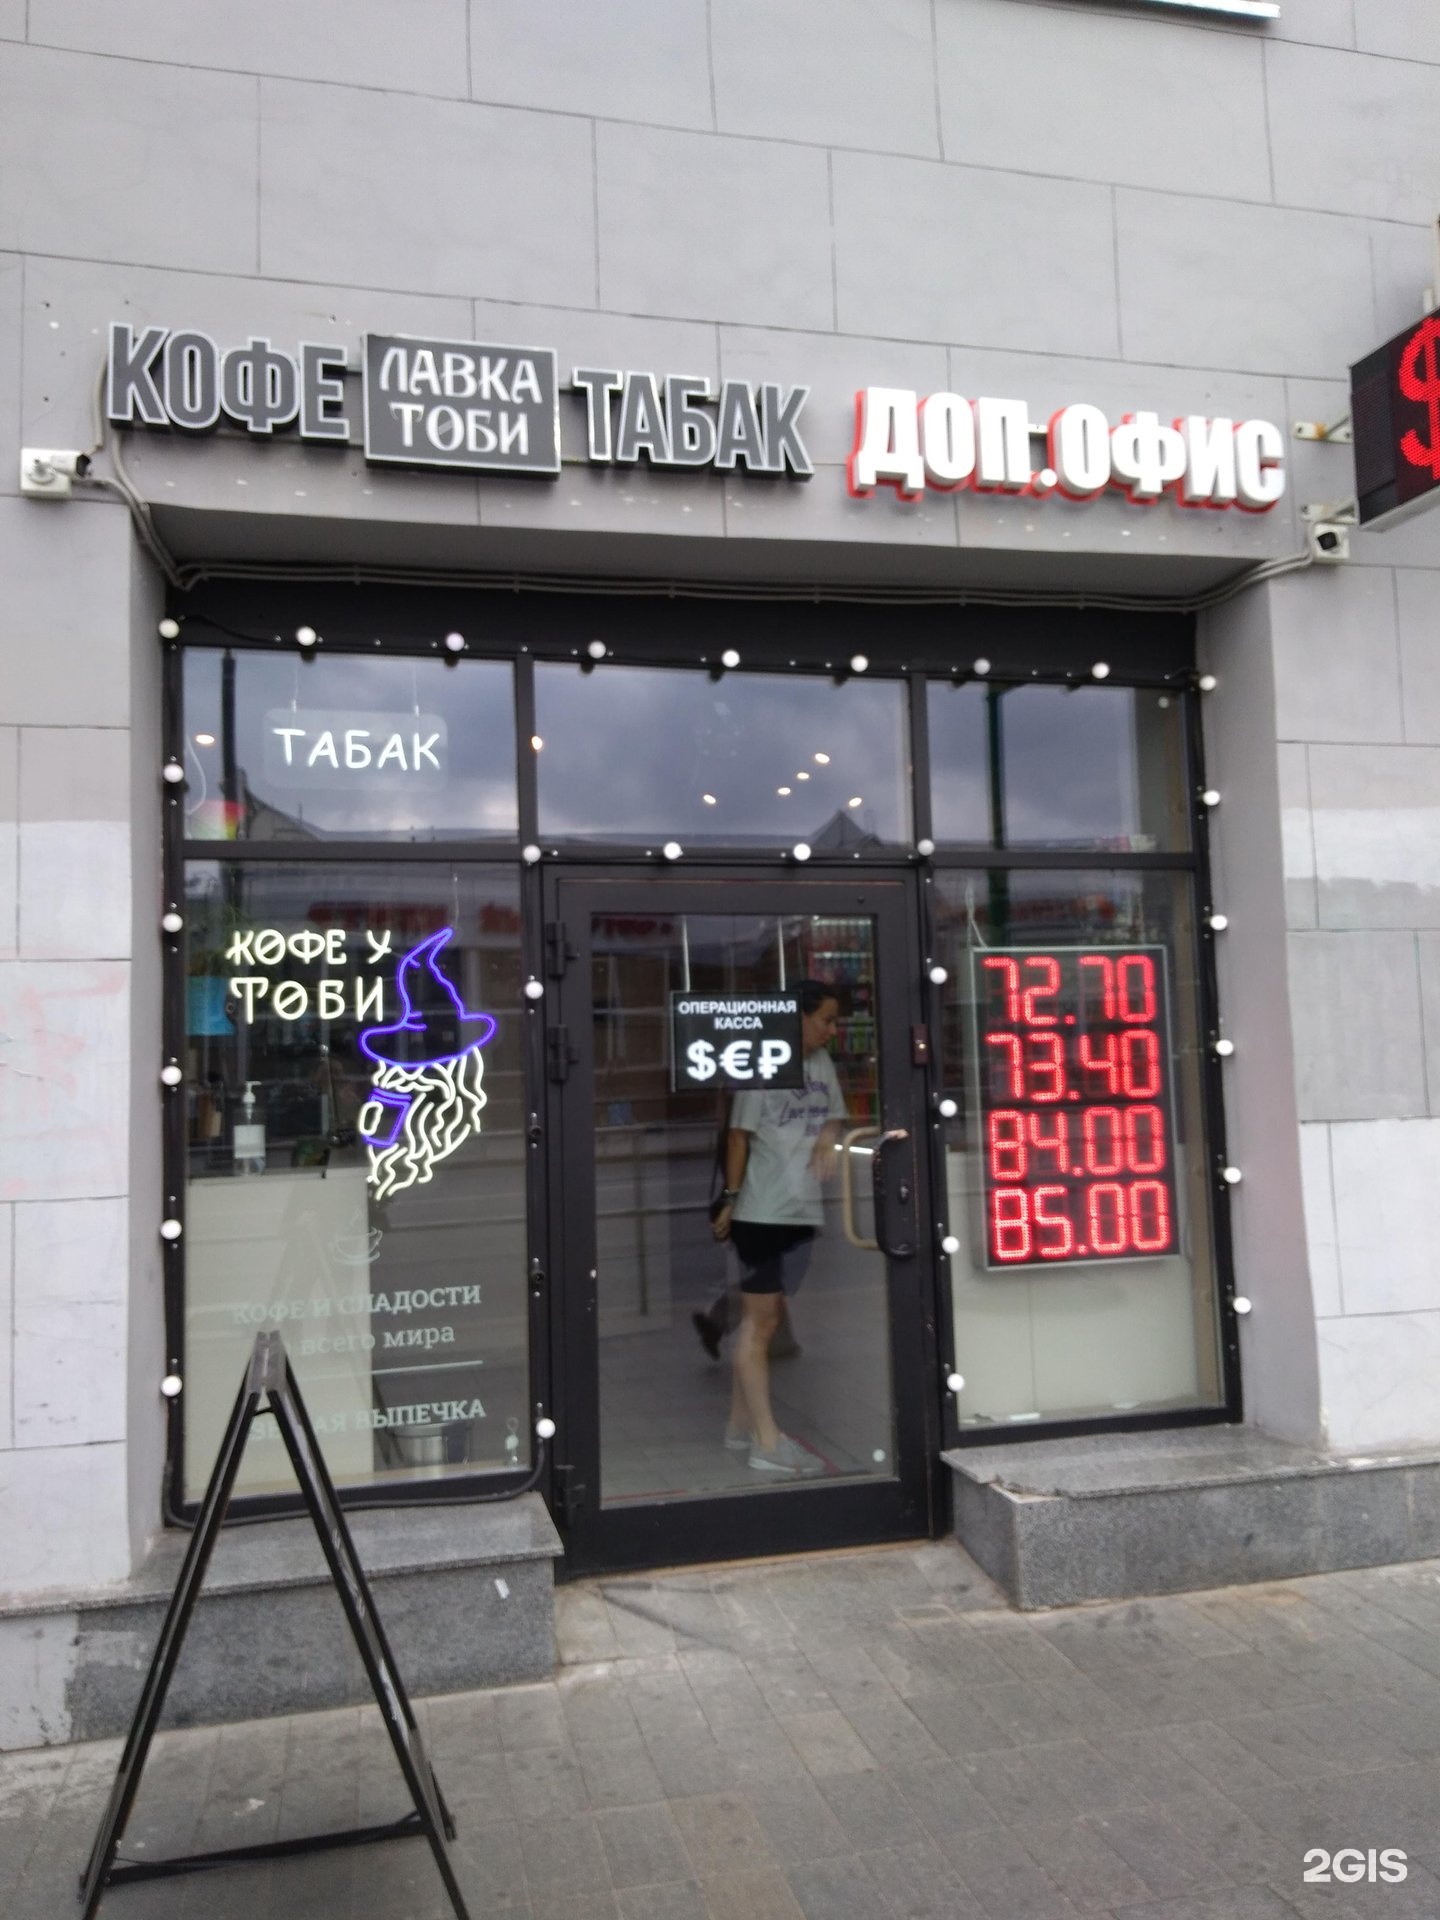 КОФЕ ЛАВКА ТОБИ ТАБАК ДОП.ОФИС
$
ТАБАК
КОФЕ У
ТОБИ
ОПЕРАЦИОННАЯ
КАССА
$€₽
72.70
73.40
84.00
85.00
КОФЕ И СЛАДОСТИ
всего мира
ВЫПЕЧКА
2GIS